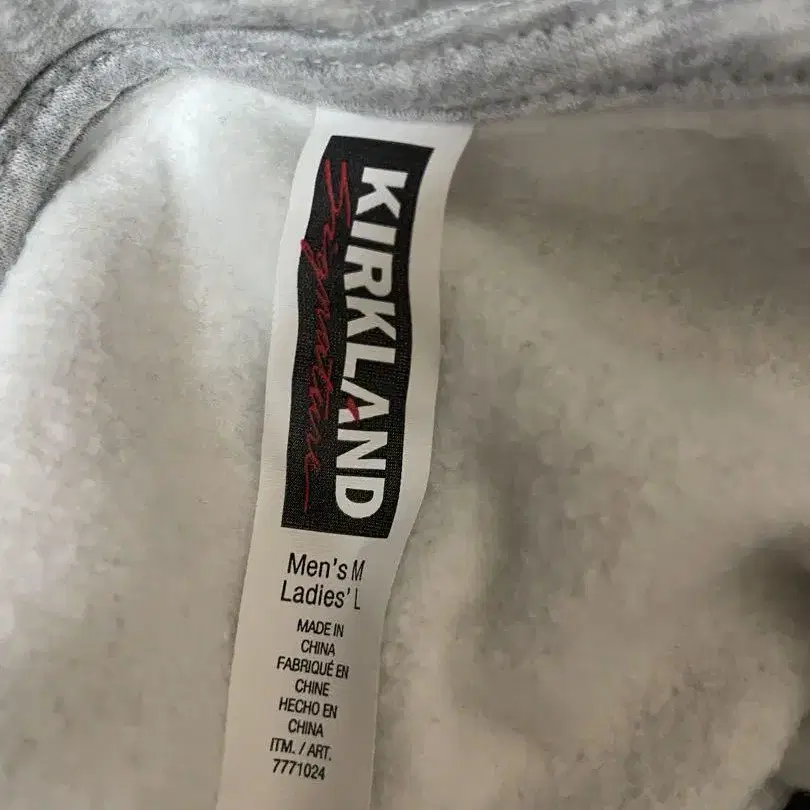 KIRKLAND
Signature
Men's M
Ladies' L
MADE IN
CHINA
FABRIQUÉ EN
CHINE
HECHO EN
CHINA
ITM. / ART.
7771024